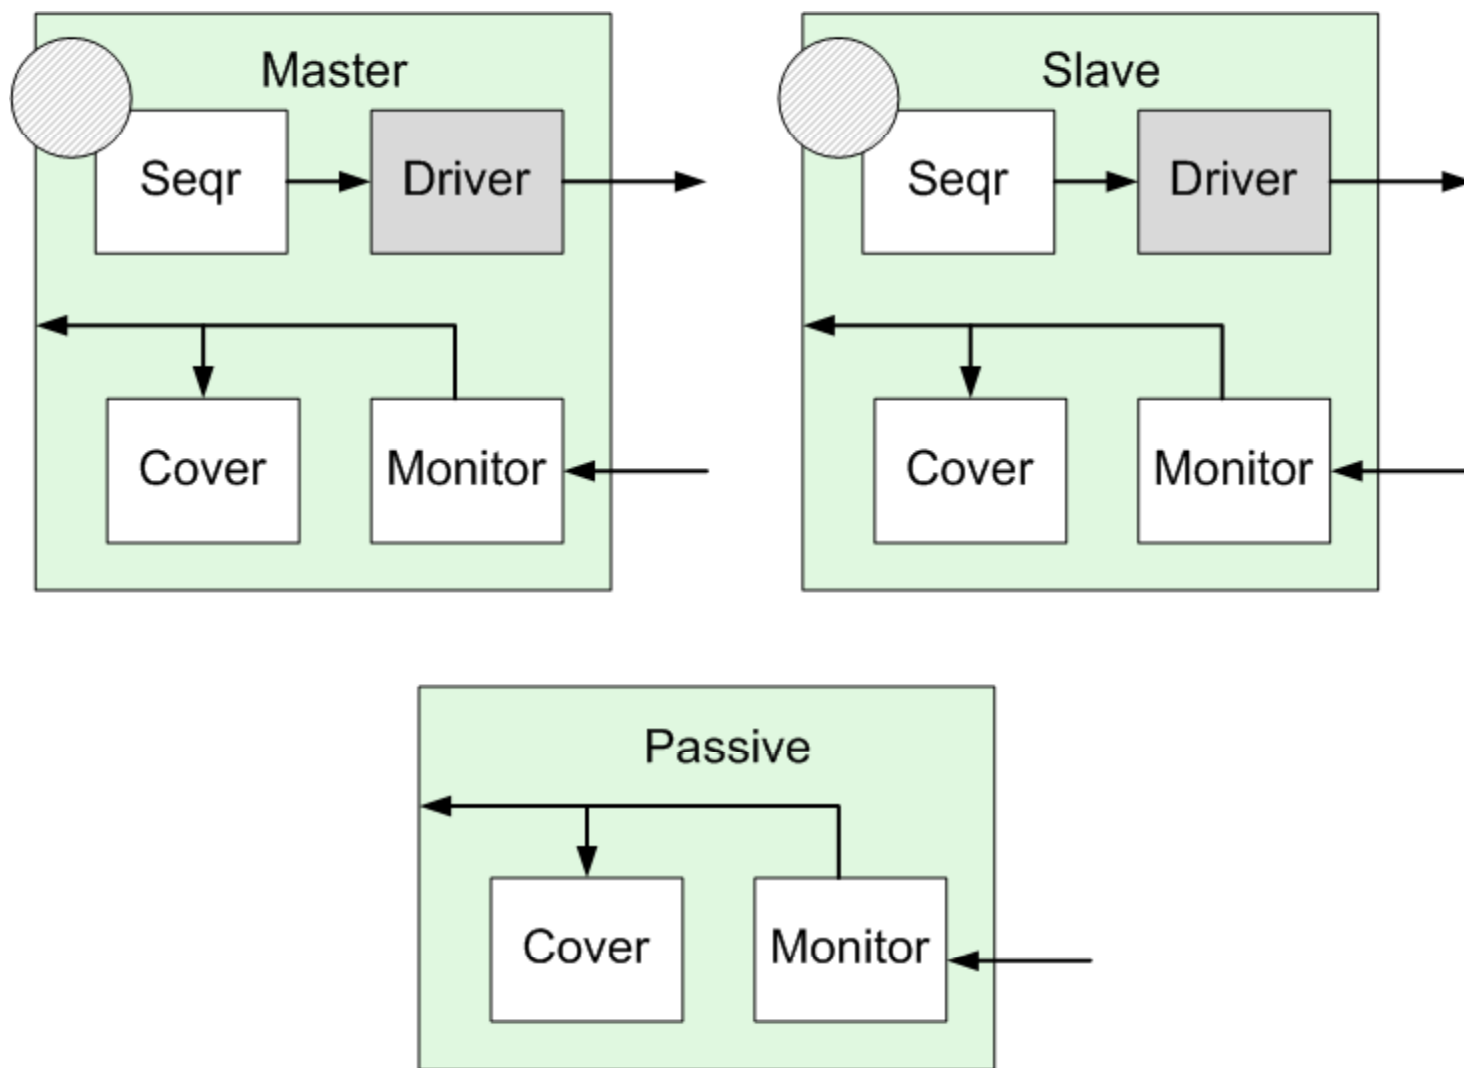 Master
Seqr
Driver
Cover
Monitor
Slave
Seqr
Driver
Cover
Monitor
Passive
Cover
Monitor